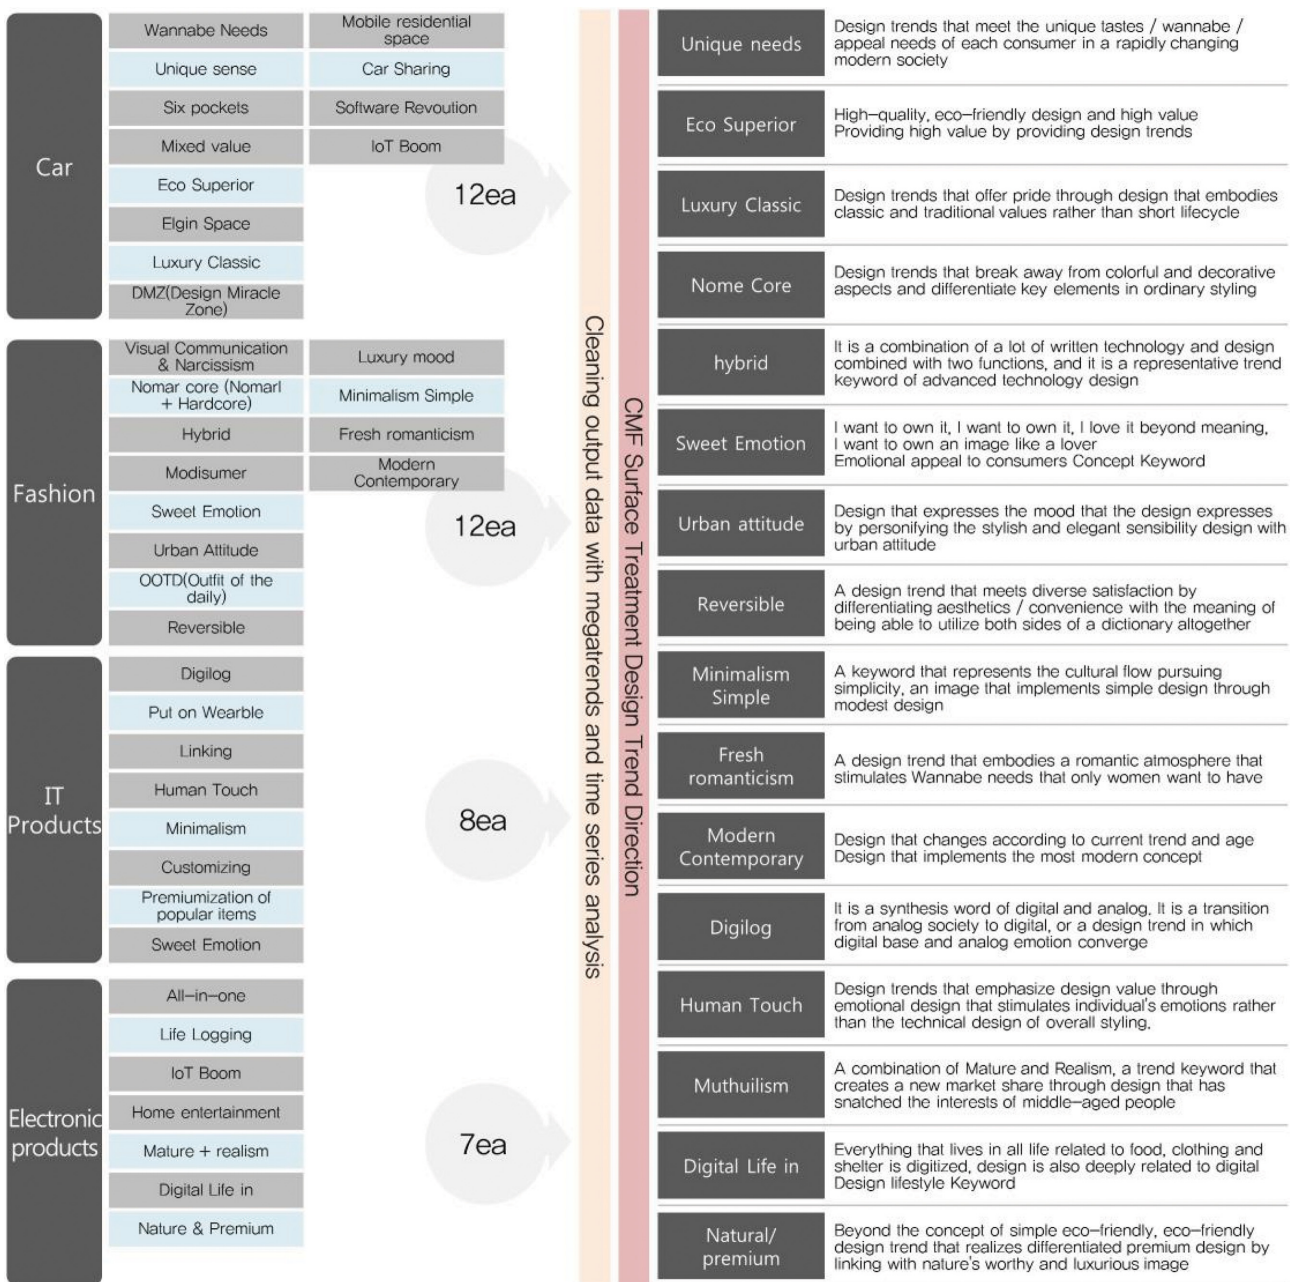 Car
Wannabe Needs
Unique sense
Six pockets
Mixed value
Eco Superior
Elgin Space
Luxury Classic
DMZ(Design Miracle
Zone)
Mobile residential
space
Car Sharing
Software Revoution
IoT Boom
12ea
Fashion
Visual Communication
& Narcissism
Nomar core (Nomarl
+ Hardcore)
Hybrid
Modisumer
Sweet Emotion
Urban Attitude
OOTD(Outfit of the
daily)
Reversible
Luxury mood
Minimalism Simple
Fresh romanticism
Modern
Contemporary
12ea
IT
Products
Digilog
Put on Wearble
Linking
Human Touch
Minimalism
Customizing
Premiumization of
popular items
Sweet Emotion
8ea
Electronic
products
All-in-one
Life Logging
IoT Boom
Home entertainment
Mature + realism
Digital Life in
Nature & Premium
7ea
Cleaning output data with megatrends and time series analysis
CMF Surface Treatment Design Trend Direction
Unique needs
Design trends that meet the unique tastes / wannabe /
appeal needs of each consumer in a rapidly changing
modern society
Eco Superior
High-quality, eco-friendly design and high value
Providing high value by providing design trends
Luxury Classic
Design trends that offer pride through design that embodies
classic and traditional values rather than short lifecycle
Nome Core
Design trends that break away from colorful and decorative
aspects and differentiate key elements in ordinary styling
hybrid
It is a combination of a lot of written technology and design
combined with two functions, and it is a representative trend
keyword of advanced technology design
Sweet Emotion
I want to own it, I want to own it, I love it beyond meaning,
I want to own an image like a lover
Emotional appeal to consumers Concept Keyword
Urban attitude
Design that expresses the mood that the design expresses
by personifying the stylish and elegant sensibility design with
urban attitude
Reversible
A design trend that meets diverse satisfaction by
differentiating aesthetics / convenience with the meaning of
being able to utilize both sides of a dictionary altogether
Minimalism
Simple
A keyword that represents the cultural flow pursuing
simplicity, an image that implements simple design through
modest design
Fresh
romanticism
A design trend that embodies a romantic atmosphere that
stimulates Wannabe needs that only women want to have
Modern
Contemporary
Design that changes according to current trend and age
Design that implements the most modern concept
Digilog
It is a synthesis word of digital and analog, It is a transition
from analog society to digital, or a design trend in which
digital base and analog emotion converge
Human Touch
Design trends that emphasize design value through
emotional design that stimulates individual's emotions rather
than the technical design of overall styling.
Muthuilism
A combination of Mature and Realism, a trend keyword that
creates a new market share through design that has
snatched the interests of middle-aged people
Digital Life in
Everything that lives in all life related to food, clothing and
shelter is digitized, design is also deeply related to digital
Design lifestyle Keyword
Natural/
premium
Beyond the concept of simple eco-friendly, eco-friendly
design trend that realizes differentiated premium design by
linking with nature's worthy and luxurious image